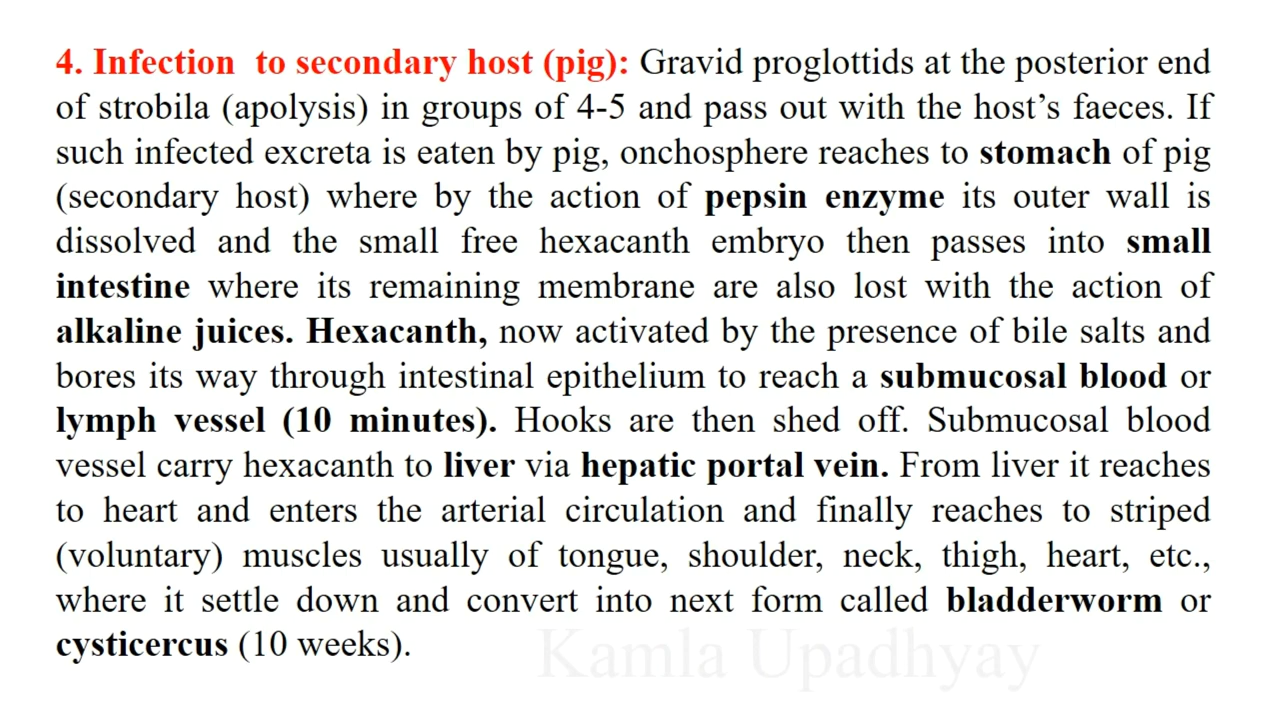 4. Infection to secondary host (pig): Gravid proglottids at the posterior end
of strobila (apolysis) in groups of 4-5 and pass out with the host’s faeces. If
such infected excreta is eaten by pig, onchosphere reaches to stomach of pig
(secondary host) where by the action of pepsin enzyme its outer wall is
dissolved and the small free hexacanth embryo then passes into small
intestine where its remaining membrane are also lost with the action of
alkaline juices. Hexacanth, now activated by the presence of bile salts and
bores its way through intestinal epithelium to reach a submucosal blood or
lymph vessel (10 minutes). Hooks are then shed off. Submucosal blood
vessel carry hexacanth to liver via hepatic portal vein. From liver it reaches
to heart and enters the arterial circulation and finally reaches to striped
(voluntary) muscles usually of tongue, shoulder, neck, thigh, heart, etc.,
where it settle down and convert into next form called bladderworm or
cysticercus (10 weeks).
Kamla Upadhyay